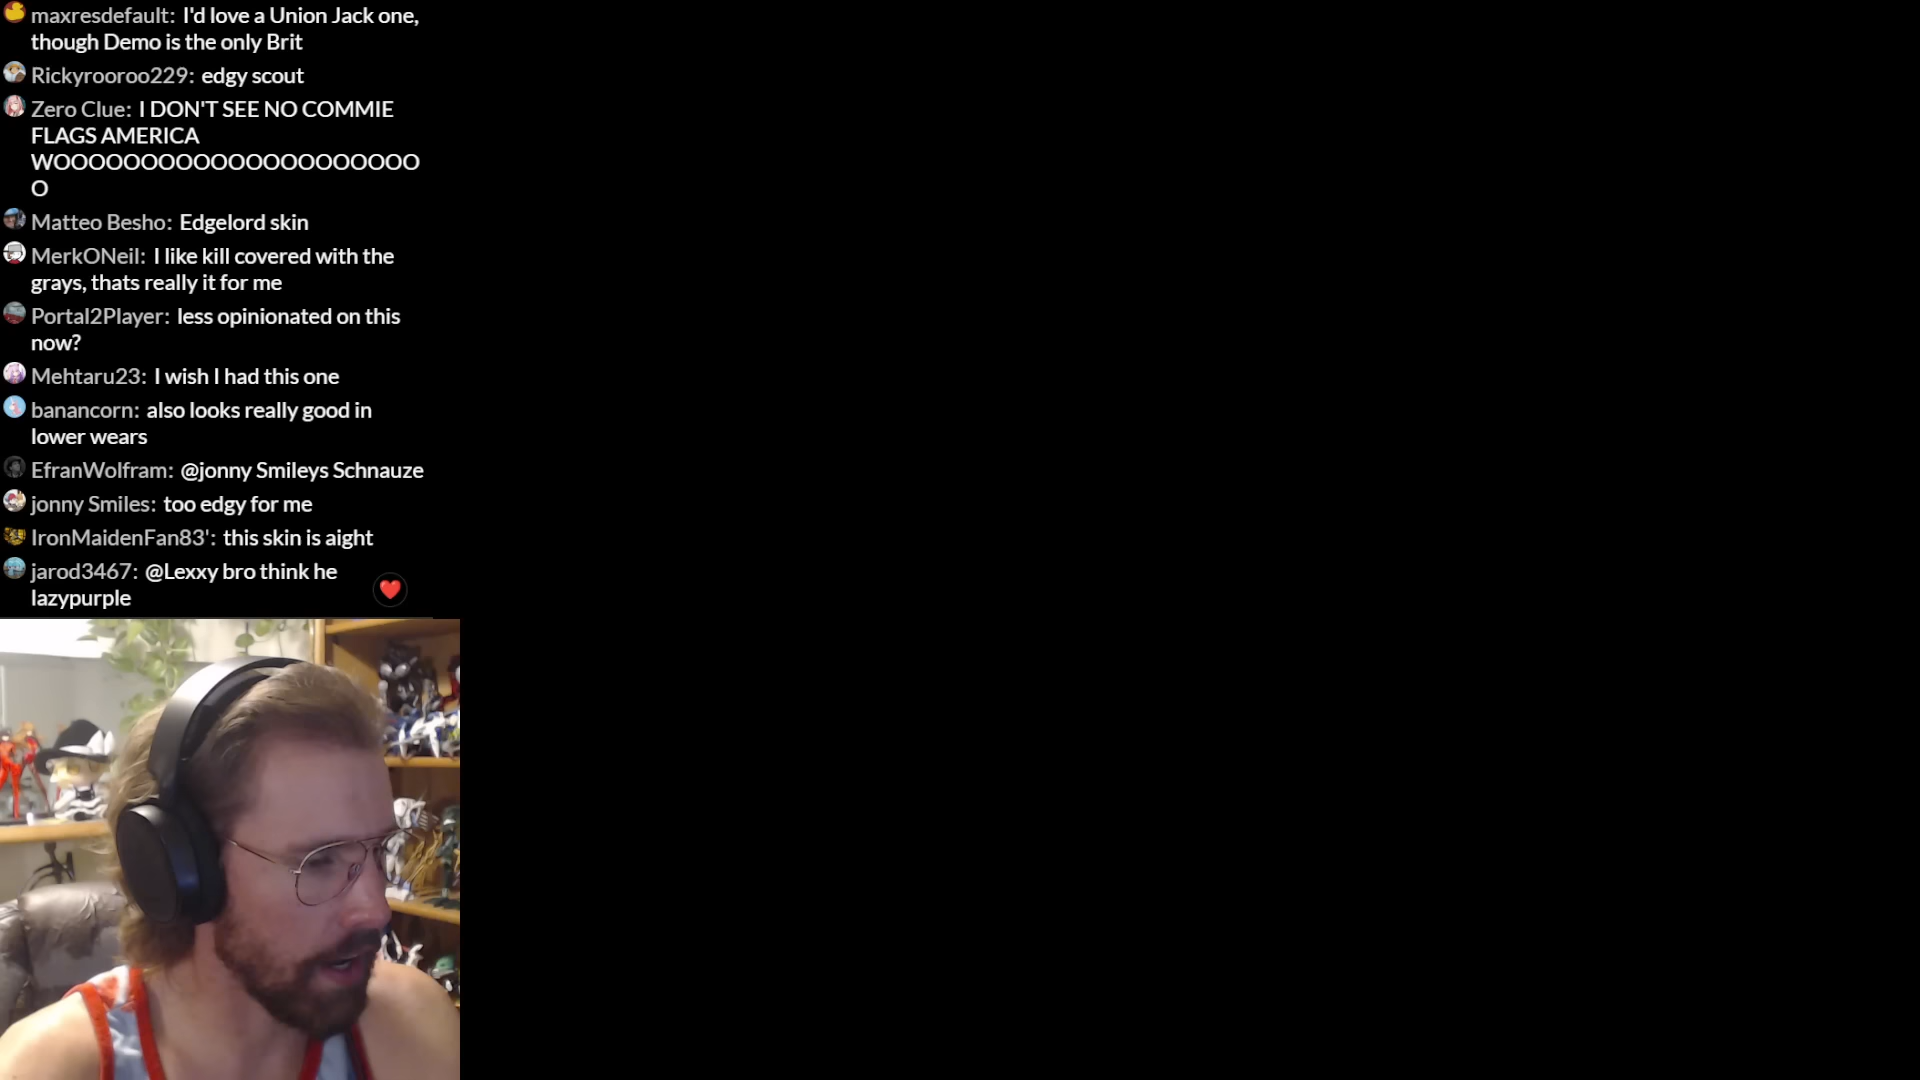 maxresdefault: I'd love a Union Jack one,
though Demo is the only Brit
Rickyrooroo229: edgy scout
Zero Clue: I DON'T SEE NO COMMIE
FLAGS AMERICA
WOOOOOOOOOOOOOOOOOOOOO
O
Matteo Besho: Edgelord skin
MerkONeil: I like kill covered with the
grays, thats really it for me
Portal2Player: less opinionated on this
now?
Mehtaru23: I wish I had this one
banancorn: also looks really good in
lower wears
EfranWolfram: @jonny Smileys Schnauze
jonny Smiles: too edgy for me
IronMaidenFan83': this skin is aight
jarod3467: @Lexxy bro think he
lazypurple